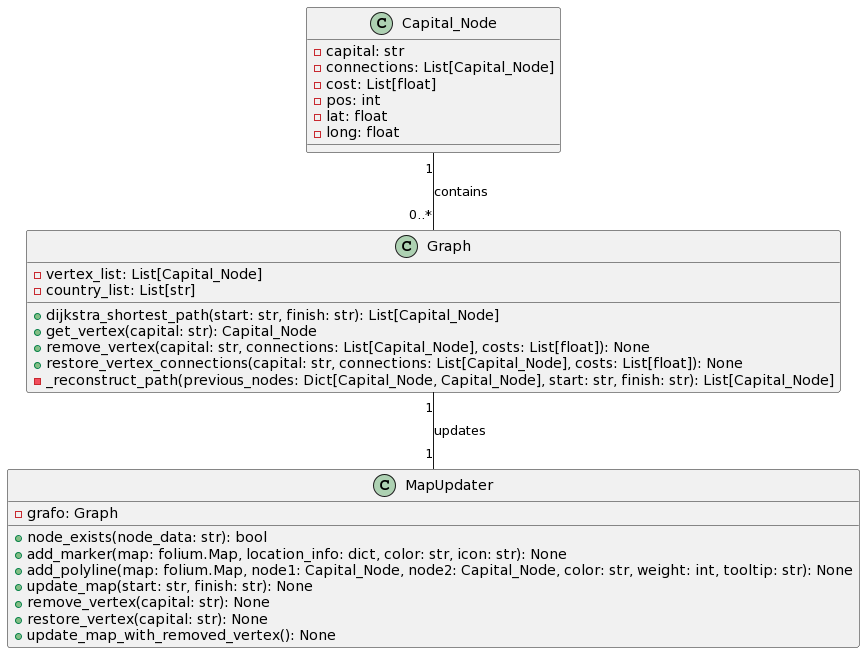 C Capital_Node
capital: str
connections: List[Capital_Node]
cost: List[float]
pos: int
lat: float
long: float
1
contains
0..*
C Graph
vertex_list: List[Capital_Node]
country_list: List[str]
dijkstra_shortest_path(start: str, finish: str): List[Capital_Node]
get_vertex(capital: str): Capital_Node
remove_vertex(capital: str, connections: List[Capital_Node], costs: List[float]): None
restore_vertex_connections(capital: str, connections: List[Capital_Node], costs: List[float]): None
_reconstruct_path(previous_nodes: Dict[Capital_Node, Capital_Node], start: str, finish: str): List[Capital_Node]
1
updates
1
C MapUpdater
grafo: Graph
node_exists(node_data: str): bool
add_marker(map: folium.Map, location_info: dict, color: str, icon: str): None
add_polyline(map: folium.Map, node1: Capital_Node, node2: Capital_Node, color: str, weight: int, tooltip: str): None
update_map(start: str, finish: str): None
remove_vertex(capital: str): None
restore_vertex(capital: str): None
update_map_with_removed_vertex(): None